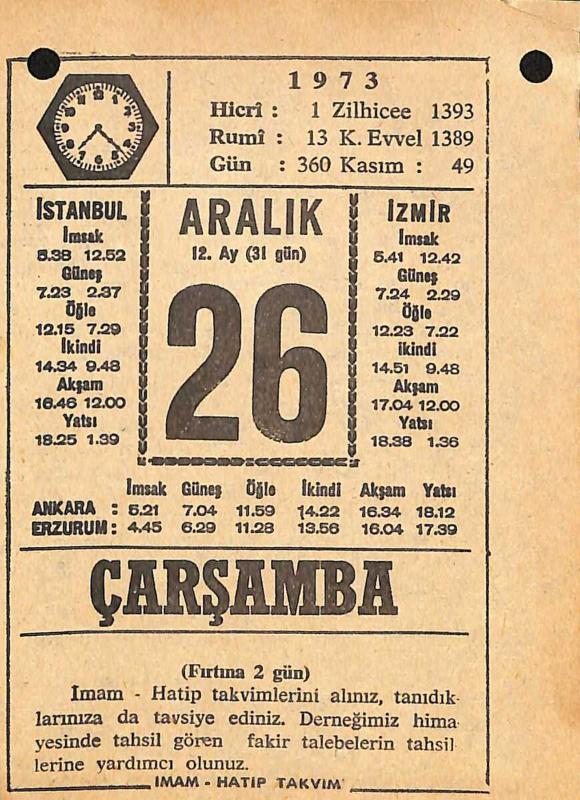 1973
Hicrî : 1 Zilhicee 1393
Rumî : 13 K. Evvel 1389
Gün : 360 Kasım : 49
İSTANBUL
İmsak
5.38 12.52
Güneş
7.23 2.37
Öğle
12.15 7.29
İkindi
14.34 9.48
Akşam
16.46 12.00
Yatsı
18.25 1.39
ARALIK
12. Ay (31 gün)
26
İZMİR
İmsak
5.41 12.42
Güneş
7.24 2.29
Öğle
12.23 7.22
ikindi
14.51 9.48
Akşam
17.04 12.00
Yatsı
18.38 1.36
İmsak Güneş Öğle İkindi Akşam Yatsı
ANKARA : 5.21 7.04 11.59 14.22 16.34 18.12
ERZURUM : 4.45 6.29 11.28 13.56 16.04 17.39
ÇARŞAMBA
(Fırtına 2 gün)
İmam - Hatip takvimlerini alınız, tanıdık-
larınıza da tavsiye ediniz. Derneğimiz hima-
yesinde tahsil gören fakir talebelerin tahsil-
lerine yardımcı olunuz.
İMAM - HATİP TAKVİMİ